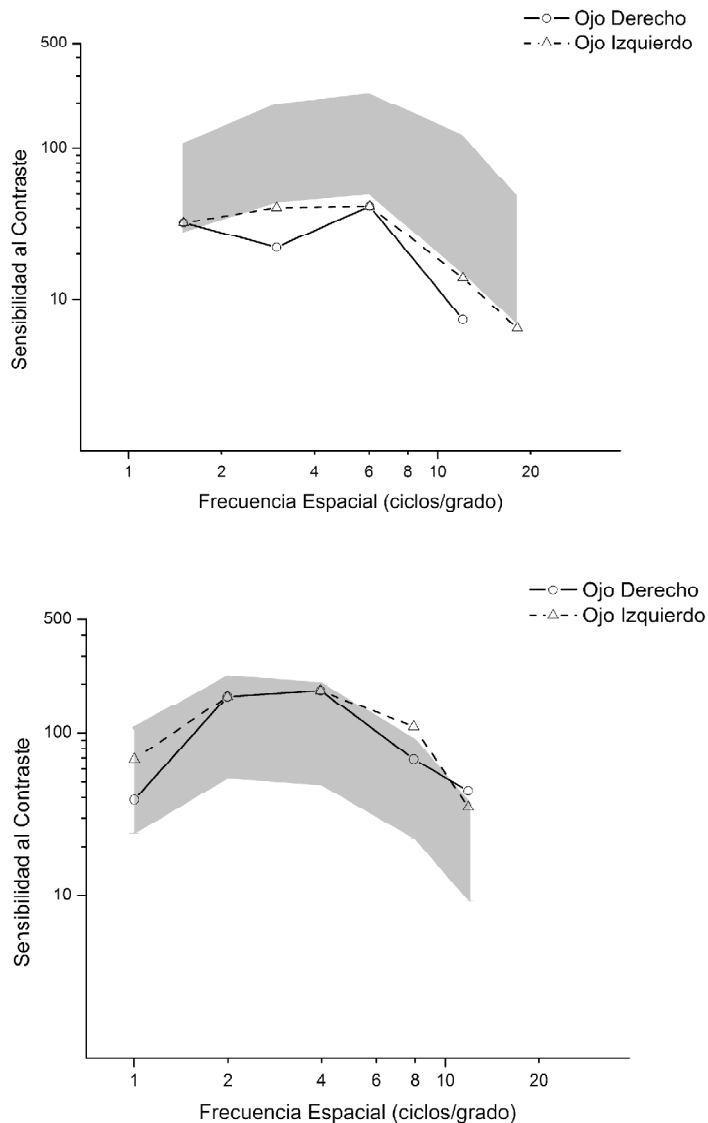 Ojo Derecho
Ojo Izquierdo
500
100
10
Sensibilidad al Contraste
1 2 4 6 8 10 20
Frecuencia Espacial (ciclos/grado)
Ojo Derecho
Ojo Izquierdo
500
100
10
Sensibilidad al Contraste
1 2 4 6 8 10 20
Frecuencia Espacial (ciclos/grado)